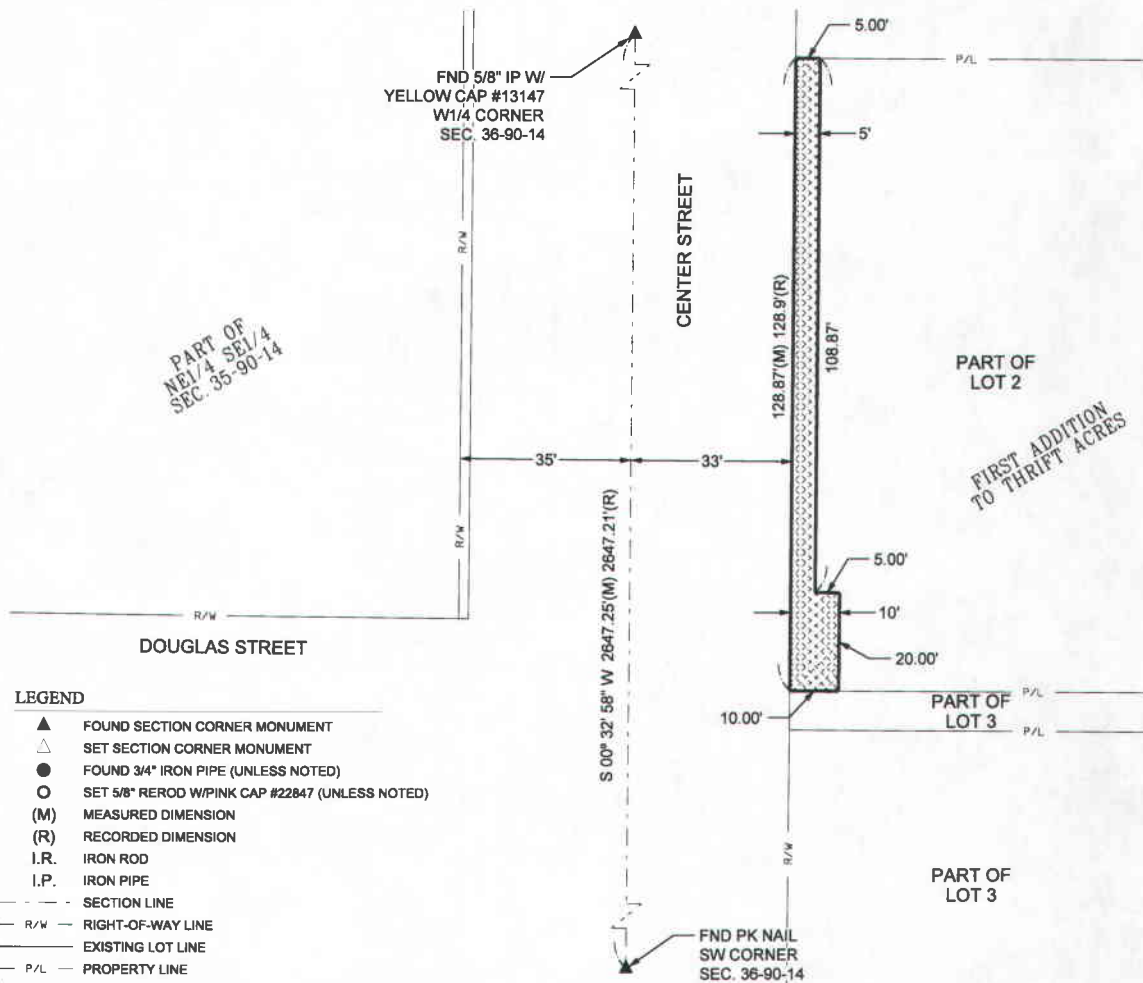 5.00'
P/L
FND 5/8" IP W/
YELLOW CAP #13147
W1/4 CORNER
SEC. 36-90-14
5'
R/W
CENTER STREET
PART OF
NE1/4 SE1/4
SEC. 35-90-14
128.87'(M) 128.9'(R)
108.87'
PART OF
LOT 2
FIRST ADDITION
TO THRIFT ACRES
35'
33'
S 00° 32' 58" W 2647.25'(M) 2647.21'(R)
R/W
5.00'
10'
R/W
DOUGLAS STREET
20.00'
10.00'
P/L
PART OF
LOT 3
P/L
LEGEND
FOUND SECTION CORNER MONUMENT
SET SECTION CORNER MONUMENT
FOUND 3/4" IRON PIPE (UNLESS NOTED)
SET 5/8" REROD W/PINK CAP #22847 (UNLESS NOTED)
(M) MEASURED DIMENSION
(R) RECORDED DIMENSION
I.R. IRON ROD
I.P. IRON PIPE
SECTION LINE
R/W RIGHT-OF-WAY LINE
EXISTING LOT LINE
P/L PROPERTY LINE
R/W
PART OF
LOT 3
FND PK NAIL
SW CORNER
SEC. 36-90-14